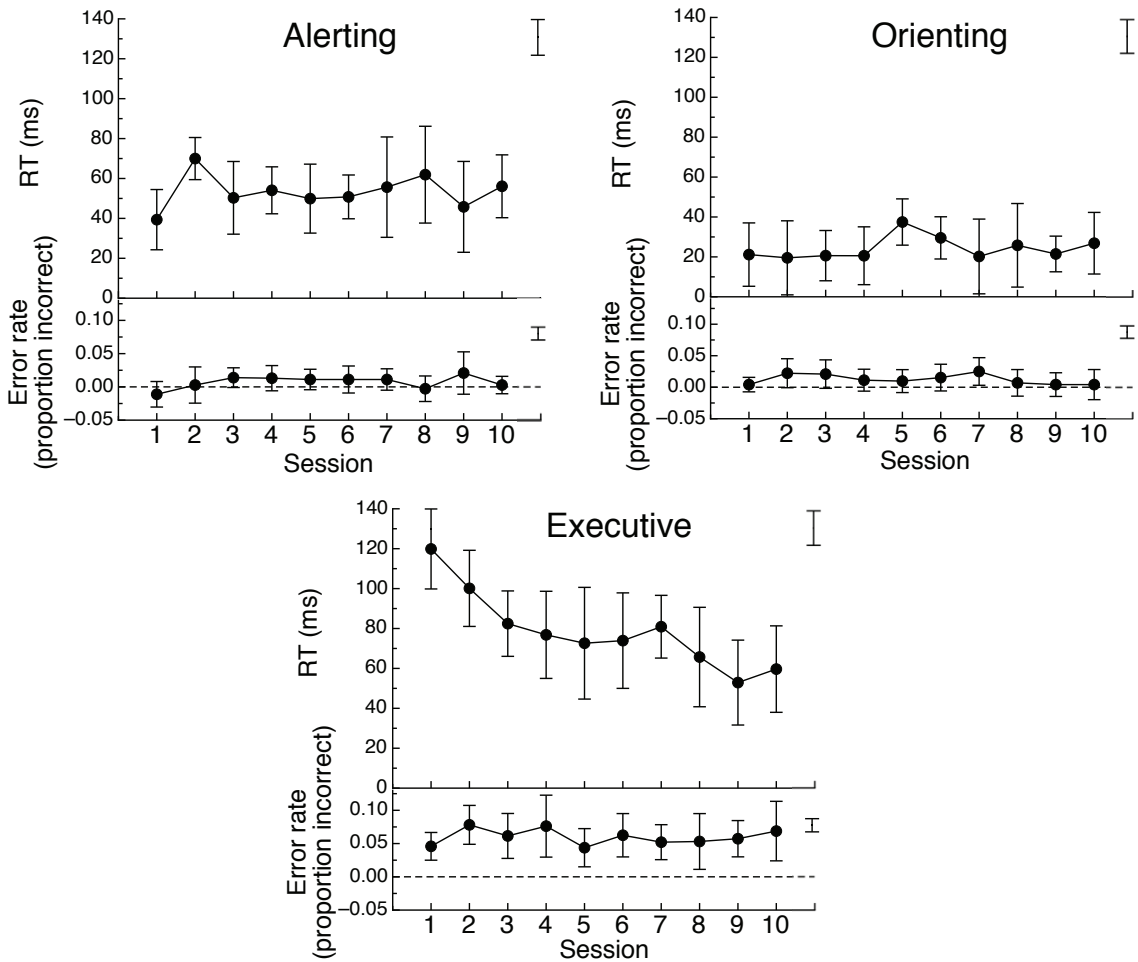 Alerting
RT (ms)
140
120
100
80
60
40
20
0
Error rate
(proportion incorrect)
0.10
0.05
0.00
−0.05
1 2 3 4 5 6 7 8 9 10
Session
Orienting
RT (ms)
140
120
100
80
60
40
20
0
Error rate
(proportion incorrect)
0.10
0.05
0.00
−0.05
1 2 3 4 5 6 7 8 9 10
Session
Executive
RT (ms)
140
120
100
80
60
40
20
0
Error rate
(proportion incorrect)
0.10
0.05
0.00
−0.05
1 2 3 4 5 6 7 8 9 10
Session